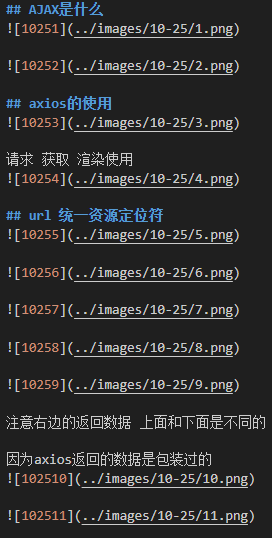 ## AJAX是什么
![10251](../images/10-25/1.png)
![10252](../images/10-25/2.png)
## axios的使用
![10253](../images/10-25/3.png)
请求 获取 渲染使用
![10254](../images/10-25/4.png)
## url 统一资源定位符
![10255](../images/10-25/5.png)
![10256](../images/10-25/6.png)
![10257](../images/10-25/7.png)
![10258](../images/10-25/8.png)
![10259](../images/10-25/9.png)
注意右边的返回数据 上面和下面是不同的
因为axios返回的数据是包装过的
![102510](../images/10-25/10.png)
![102511](../images/10-25/11.png)